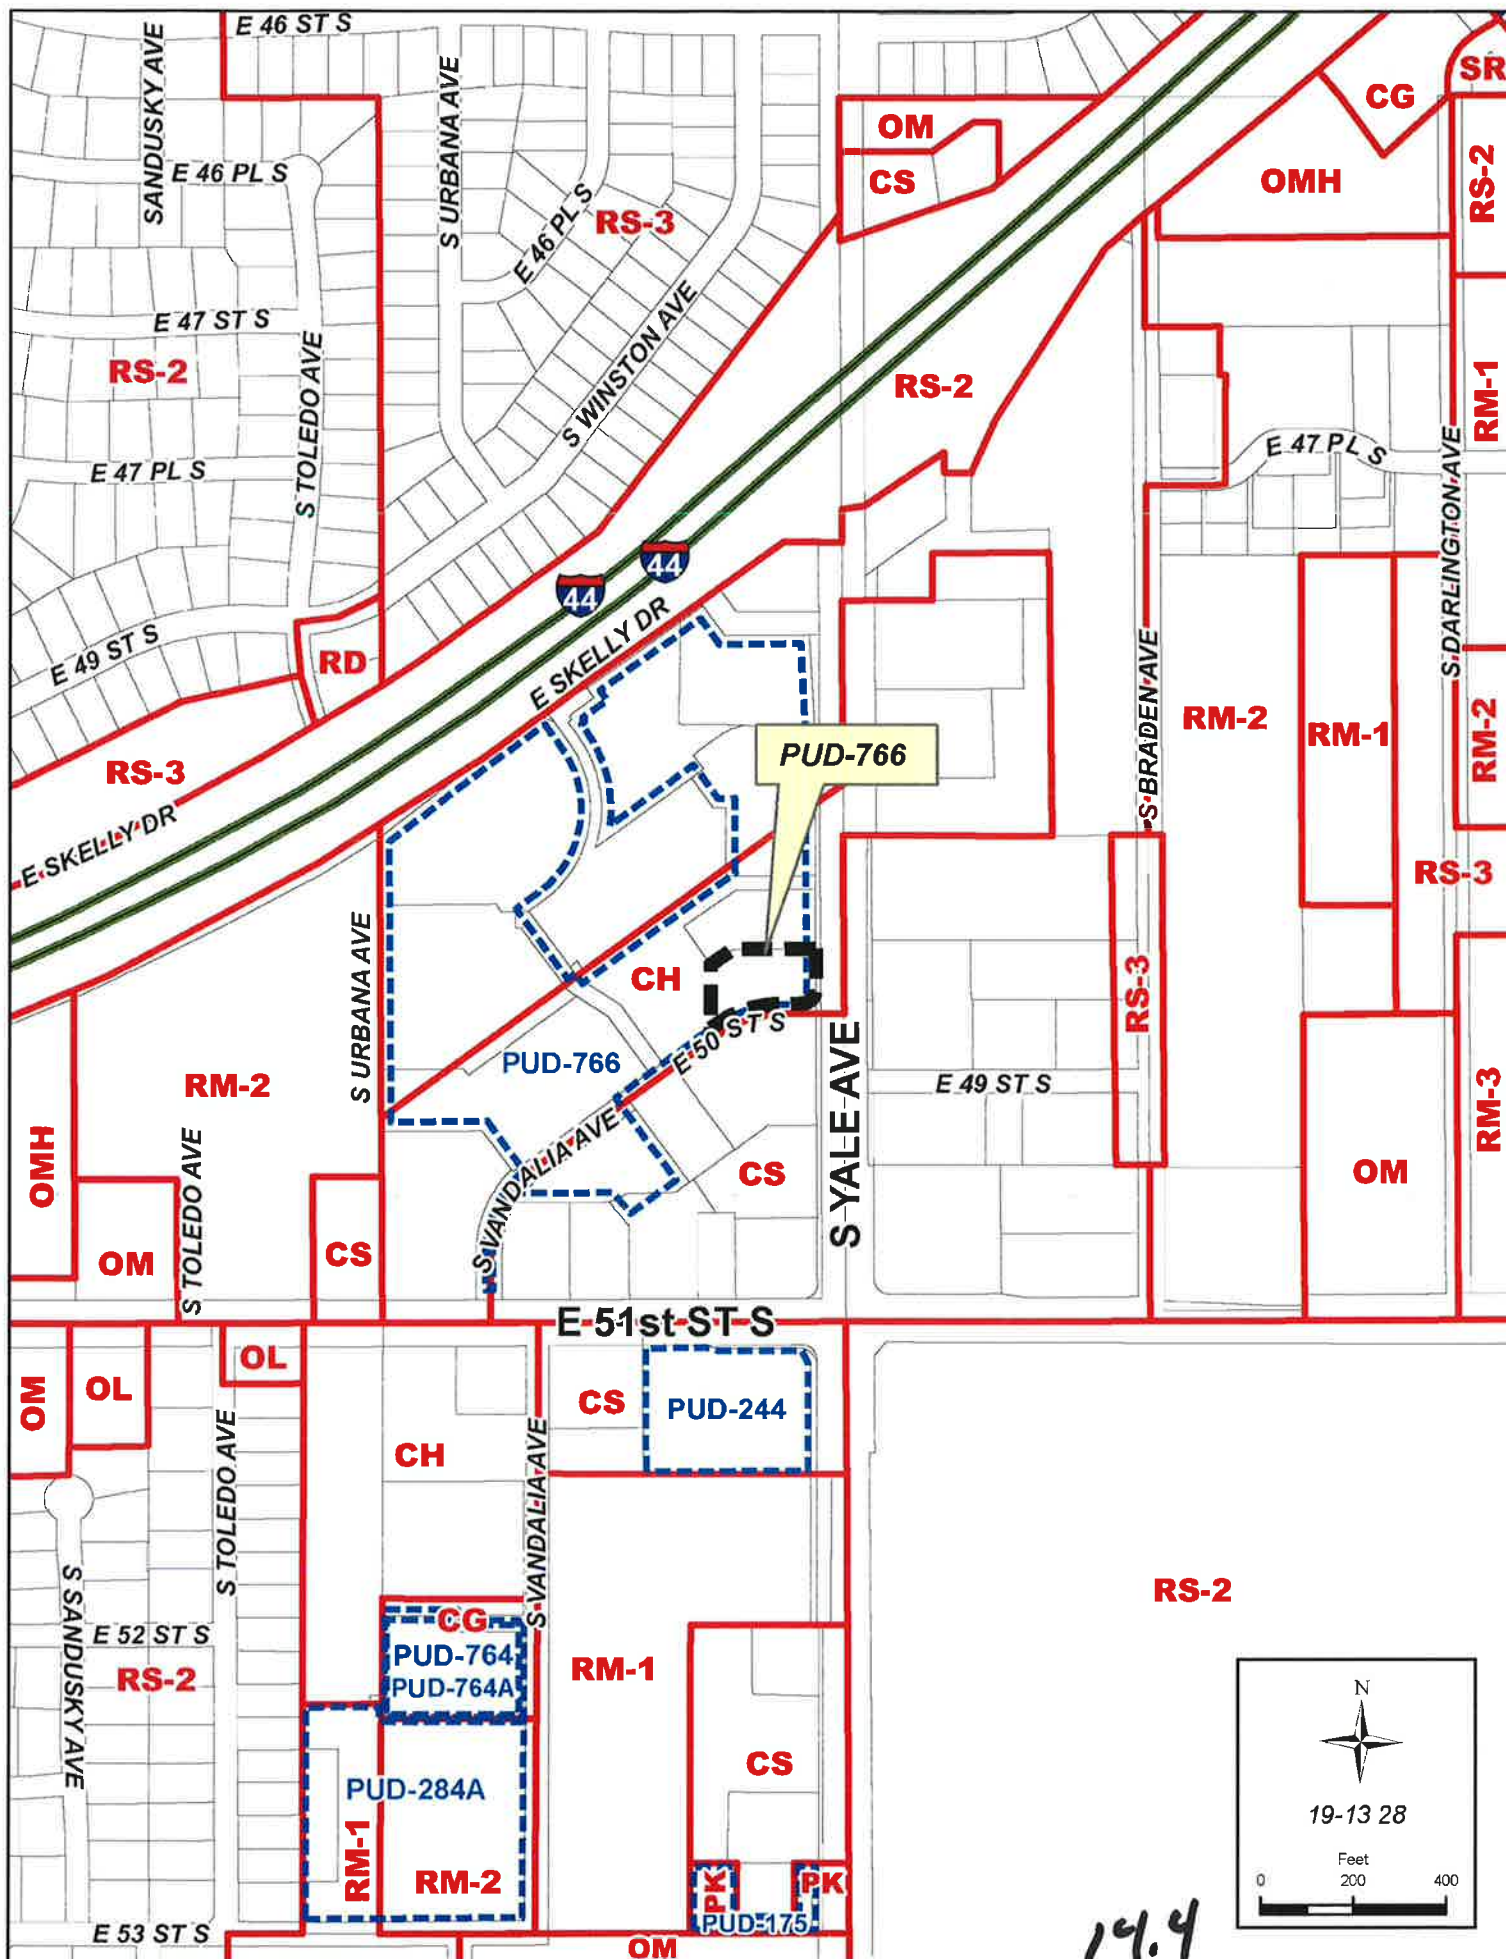 E 46 ST S
SANDUSKY AVE
S URBANA AVE
SR
CG
OM
CS
E 46 PL S
OMH
RS-2
E 46 PL S
RS-3
E 47 ST S
RS-2
S TOLEDO AVE
S WINSTON AVE
RS-2
RM-1
E 47 PL S
E 47 PL S
S DARLINGTON AVE
44
44
E 49 ST S
RD
E SKELLY DR
S BRADEN AVE
RM-2
RM-1
RM-2
PUD-766
RS-3
E SKELLY DR
RS-3
S URBANA AVE
CH
RS-3
E 50 ST S
PUD-766
S YALE AVE
E 49 ST S
RM-2
RM-3
OMH
S TOLEDO AVE
S VANDALIA AVE
CS
OM
OM
CS
E 51st ST S
OL
OM
OL
CS
PUD-244
CH
S TOLEDO AVE
S VANDALIA AVE
S SANDUSKY AVE
RS-2
CG
E 52 ST S
PUD-764
PUD-764A
RS-2
RM-1
N
CS
PUD-284A
19-13 28
RM-1
RM-2
Feet
0 200 400
PK
PK
PUD-175
E 53 ST S
OM
14.4